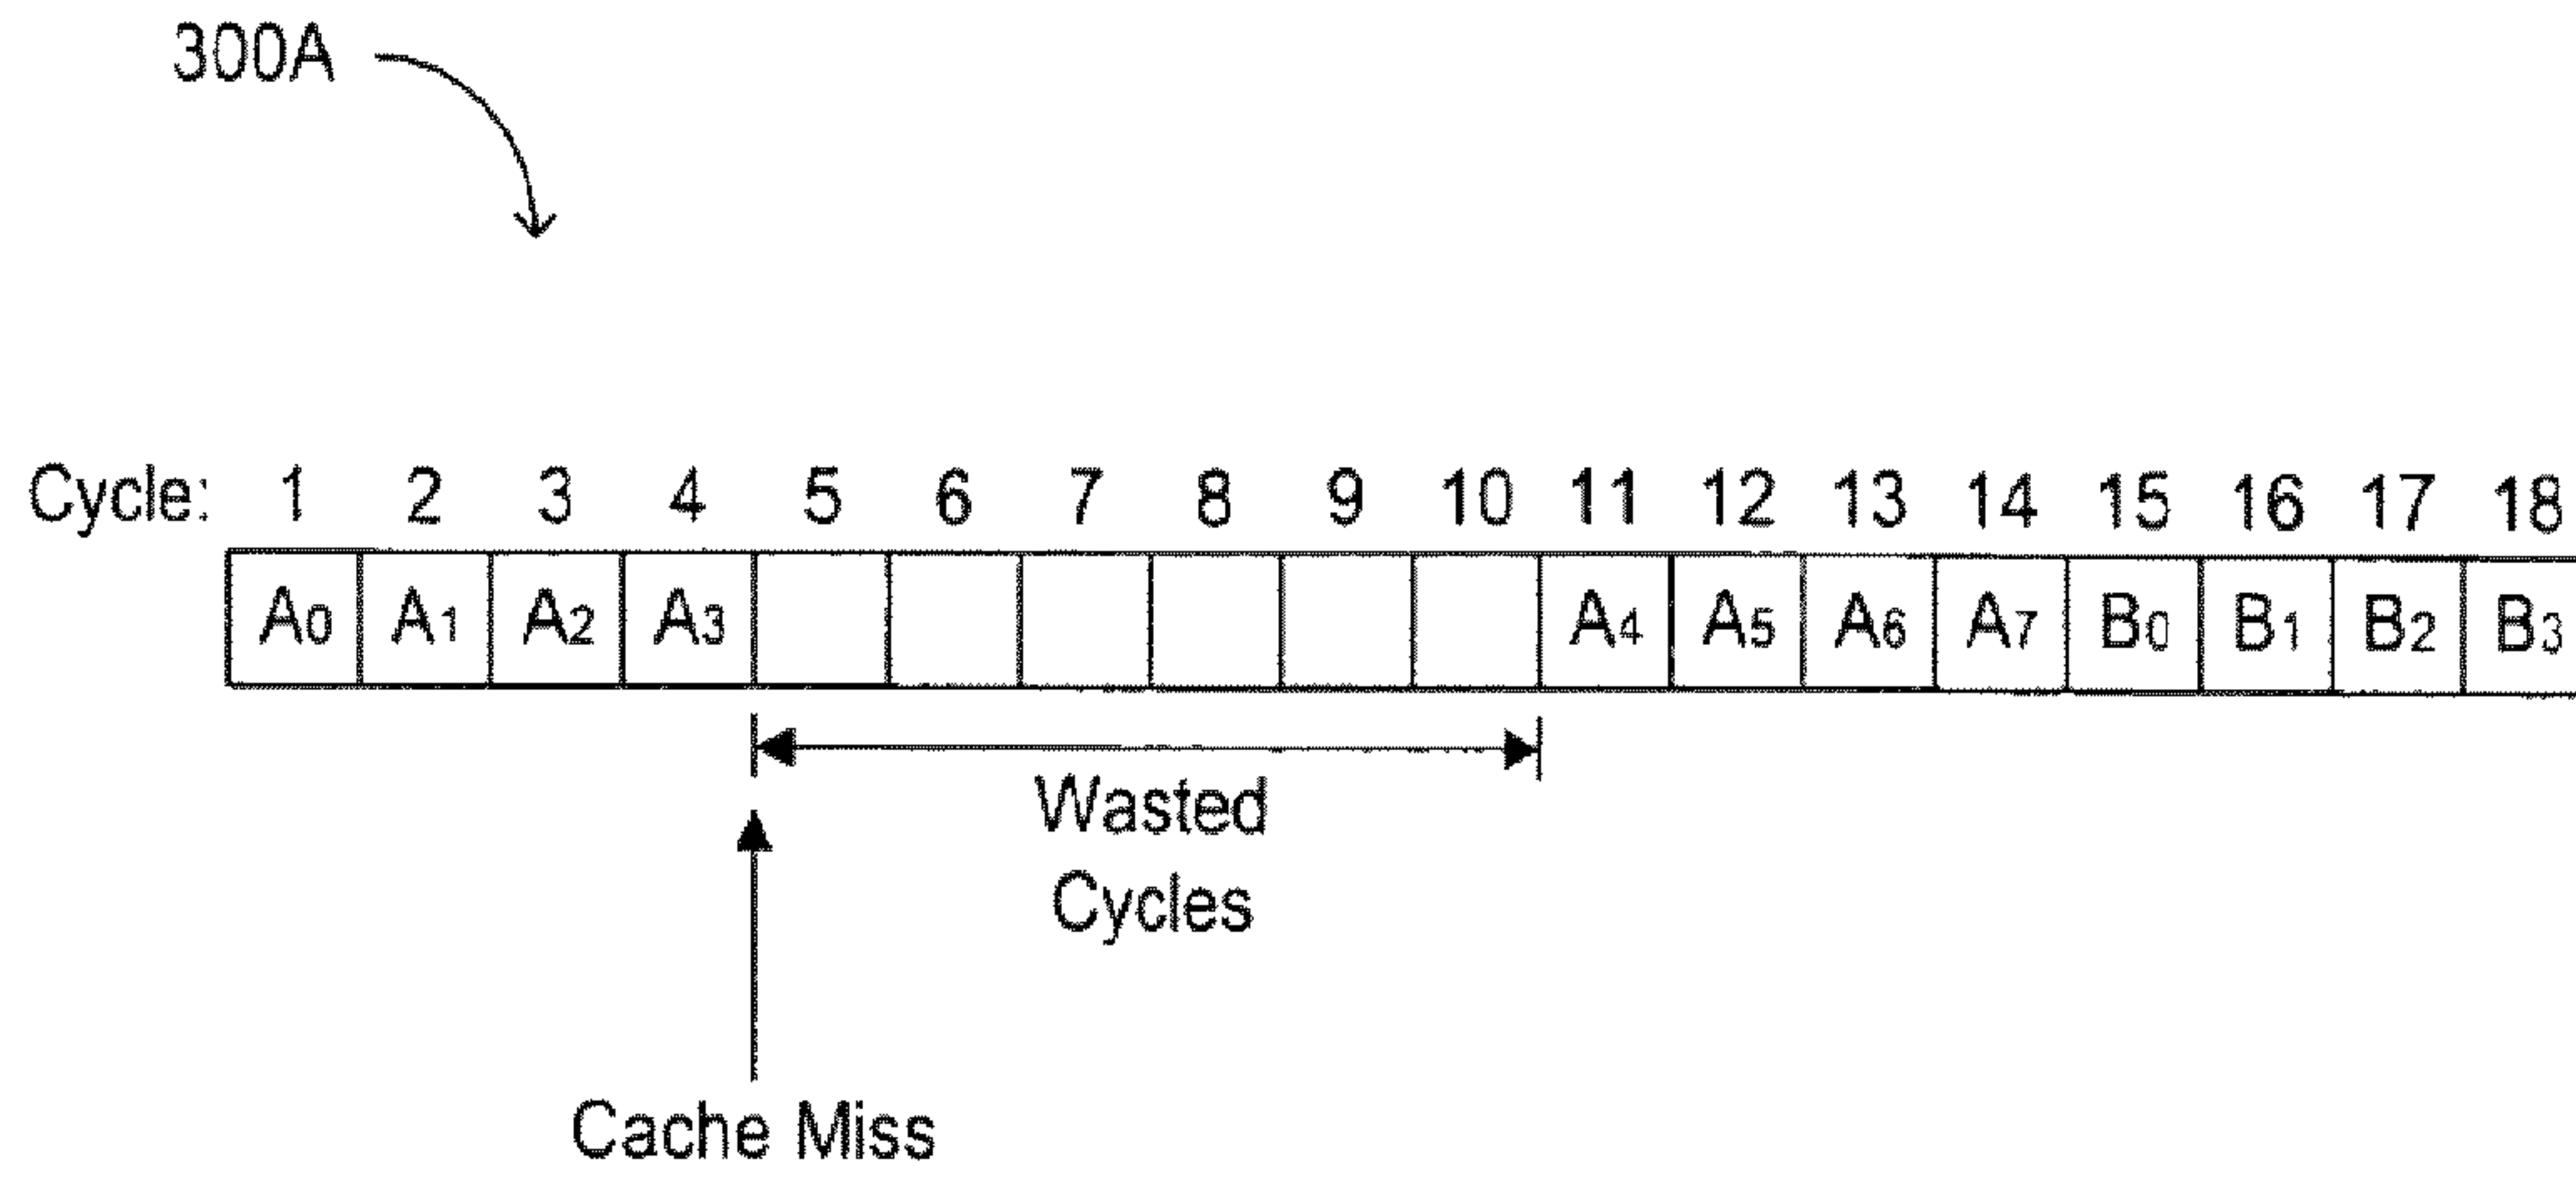 300A
Cycle: 1 2 3 4 5 6 7 8 9 10 11 12 13 14 15 16 17 18
A0 A1 A2 A3 A4 A5 A6 A7 B0 B1 B2 B3
Wasted
Cycles
Cache Miss